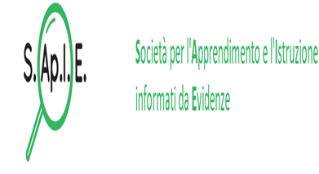 S.Ap.I.E.
Società per l'Apprendimento e l'Istruzione
informati da Evidenze